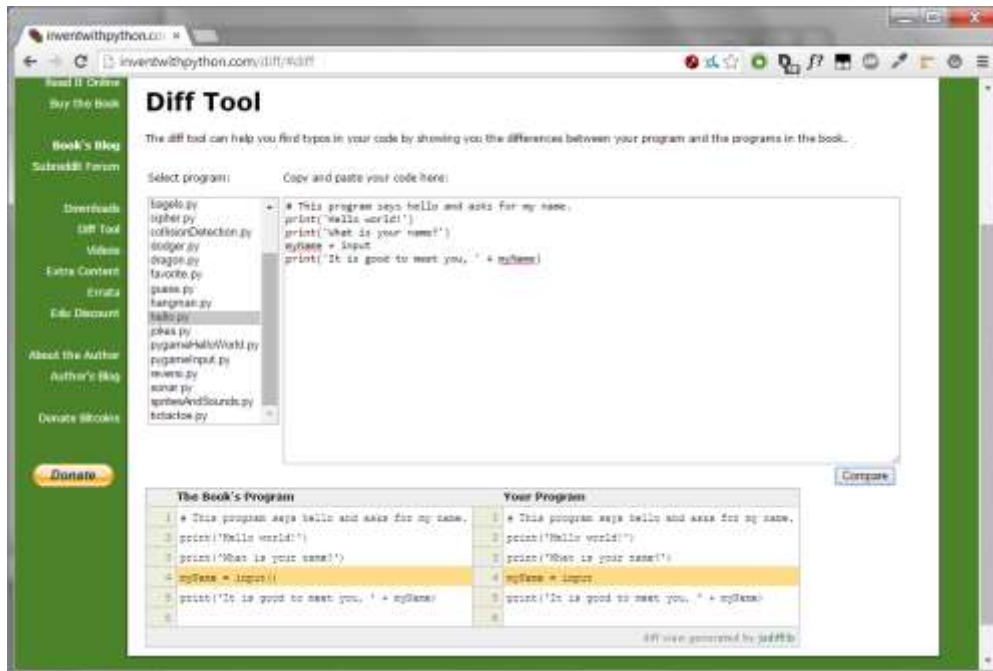 inventwithpython.co
inventwithpython.com/diff/#diff
Read It Online
Buy the Book
Book's Blog
Subreddit Forum
Downloads
Diff Tool
Videos
Extra Content
Errata
Edu Discount
About the Author
Author's Blog
Donate Bitcoins
Donate
Diff Tool
The diff tool can help you find typos in your code by showing you the differences between your program and the programs in the book.
Select program:
Copy and paste your code here:
bagels.py
cipher.py
collisionDetection.py
dodger.py
dragon.py
favorite.py
guess.py
hangman.py
hello.py
jokes.py
pygameHelloWorld.py
pygameInput.py
reversi.py
sonar.py
spritesAndSounds.py
tictactoe.py
# This program says hello and asks for my name.
print('Hello world!')
print('What is your name?')
myName = input
print('It is good to meet you, ' + myName)
Compare
The Book's Program
1 # This program says hello and asks for my name.
2 print('Hello world!')
3 print('What is your name?')
4 myName = input()
5 print('It is good to meet you, ' + myName)
6
Your Program
1 # This program says hello and asks for my name.
2 print('Hello world!')
3 print('What is your name?')
4 myName = input
5 print('It is good to meet you, ' + myName)
6
diff view generated by jsdifflib